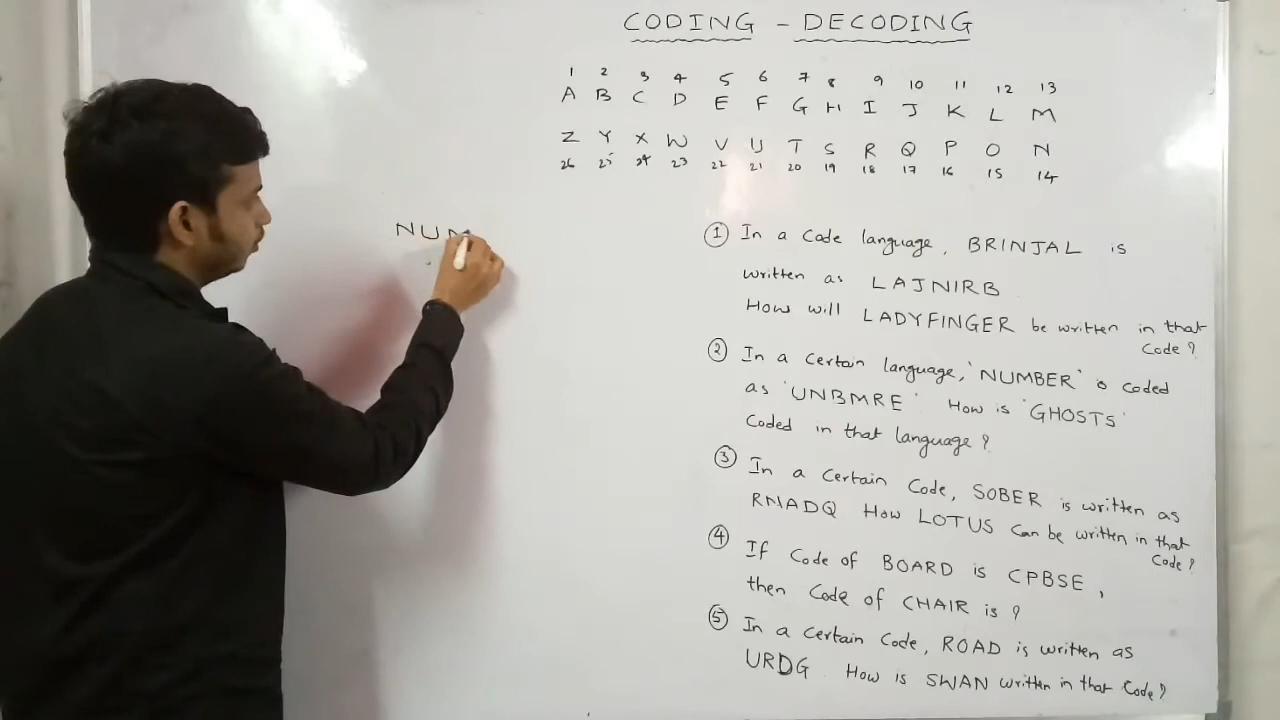 CODING - DECODING
1 2 3 4 5 6 7 8 9 10 11 12 13
A B C D E F G H I J K L M
Z Y X W V U T S R Q P O N
26 25 24 23 22 21 20 19 18 17 16 15 14
NUM
① In a code language, BRINJAL is
written as LAJNIRB
How will LADYFINGER be written in that
Code?
② In a certain language, 'NUMBER' is coded
as 'UNBMRE' How is 'GHOSTS'
Coded in that language?
③ In a certain code, SOBER is written as
RNADQ How LOTUS can be written in that
Code?
④ If Code of BOARD is CPBSE,
then Code of CHAIR is?
⑤ In a certain Code, ROAD is written as
URDG. How is SWAN written in that Code?